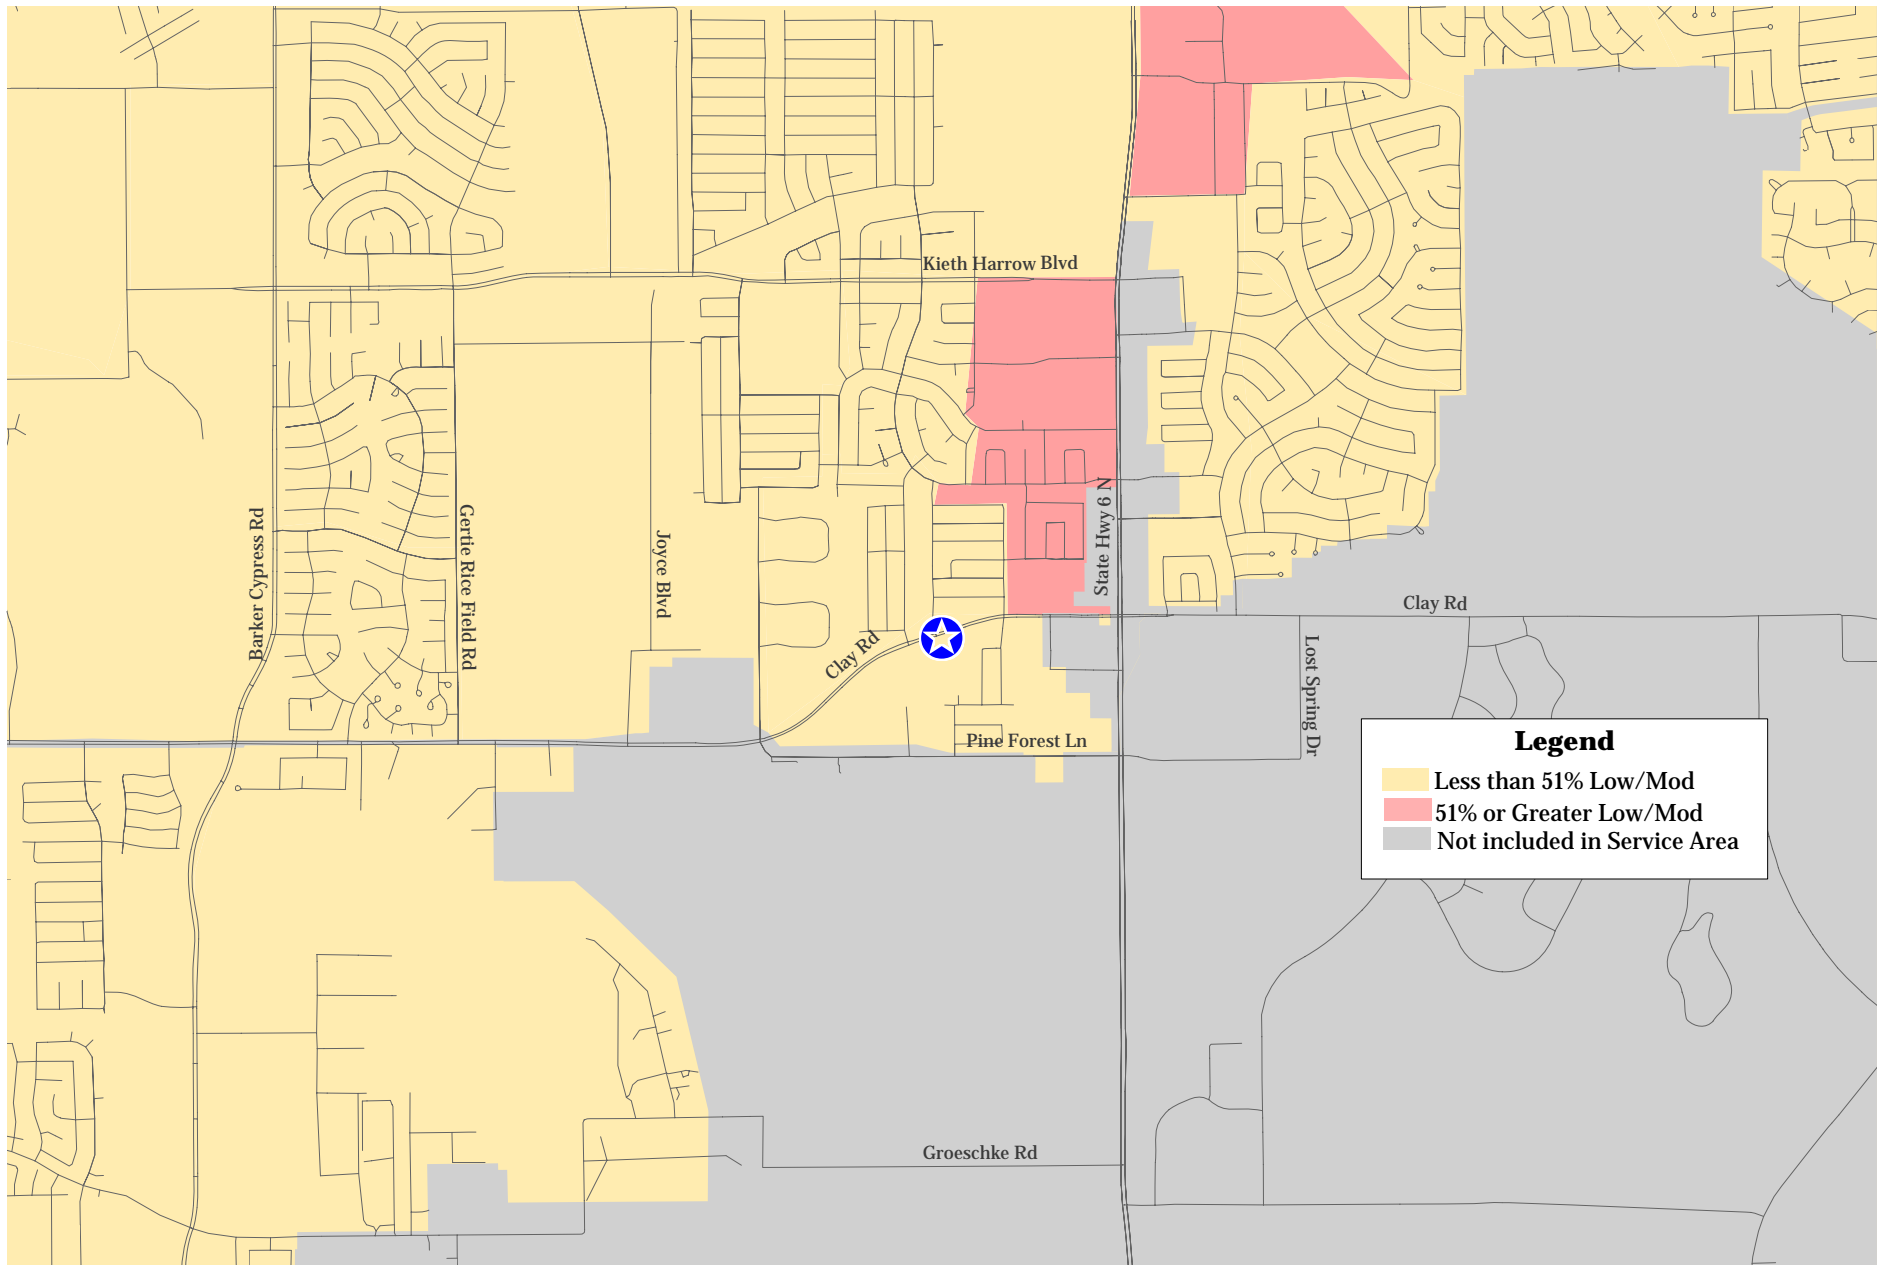 Kieth Harrow Blvd
Barker Cypress Rd
Gertie Rice Field Rd
Joyce Blvd
State Hwy 6 N
Clay Rd
Clay Rd
Lost Spring Dr
Pine Forest Ln
Legend
Less than 51% Low/Mod
51% or Greater Low/Mod
Not included in Service Area
Groeschke Rd